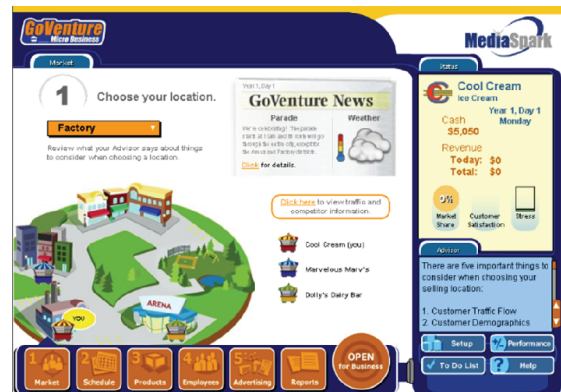 GoVenture
Micro Business
MediaSpark
Market
1
Choose your location.
Factory
Review what your Advisor says about things
to consider when choosing a location.
Year 1, Day 1
GoVenture News
Parade
We're celebrating! The parade
Weather
Click for details.
Click here to view traffic and
competitor information.
Cool Cream (you)
Marvelous Marv's
Dolly's Dairy Bar
YOU
ARENA
Status
Cool Cream
Ice Cream
Year 1, Day 1
Monday
Cash
$5,050
Revenue
Today: $0
Total: $0
0%
Market
Share
Customer
Satisfaction
Stress
Advisor
There are five important things to
consider when choosing your
selling location:
1. Customer Traffic Flow
2. Customer Demographics
Setup
Performance
To Do List
Help
1
Market
2
Schedule
3
Products
4
Employees
5
Advertising
Reports
OPEN
for Business